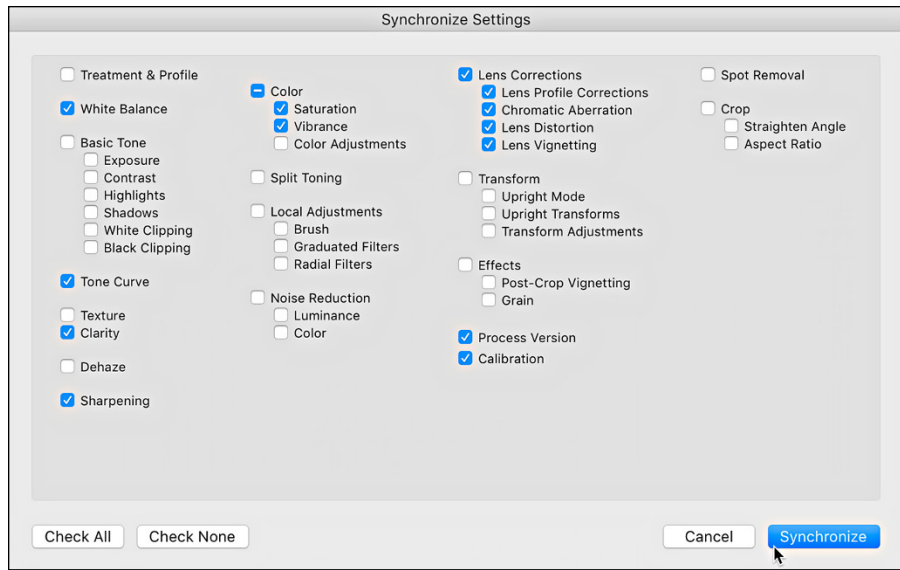 Synchronize Settings
Treatment & Profile
White Balance
Basic Tone
Exposure
Contrast
Highlights
Shadows
White Clipping
Black Clipping
Tone Curve
Texture
Clarity
Dehaze
Sharpening
Color
Saturation
Vibrance
Color Adjustments
Split Toning
Local Adjustments
Brush
Graduated Filters
Radial Filters
Noise Reduction
Luminance
Color
Lens Corrections
Lens Profile Corrections
Chromatic Aberration
Lens Distortion
Lens Vignetting
Transform
Upright Mode
Upright Transforms
Transform Adjustments
Effects
Post-Crop Vignetting
Grain
Process Version
Calibration
Spot Removal
Crop
Straighten Angle
Aspect Ratio
Check All
Check None
Cancel
Synchronize